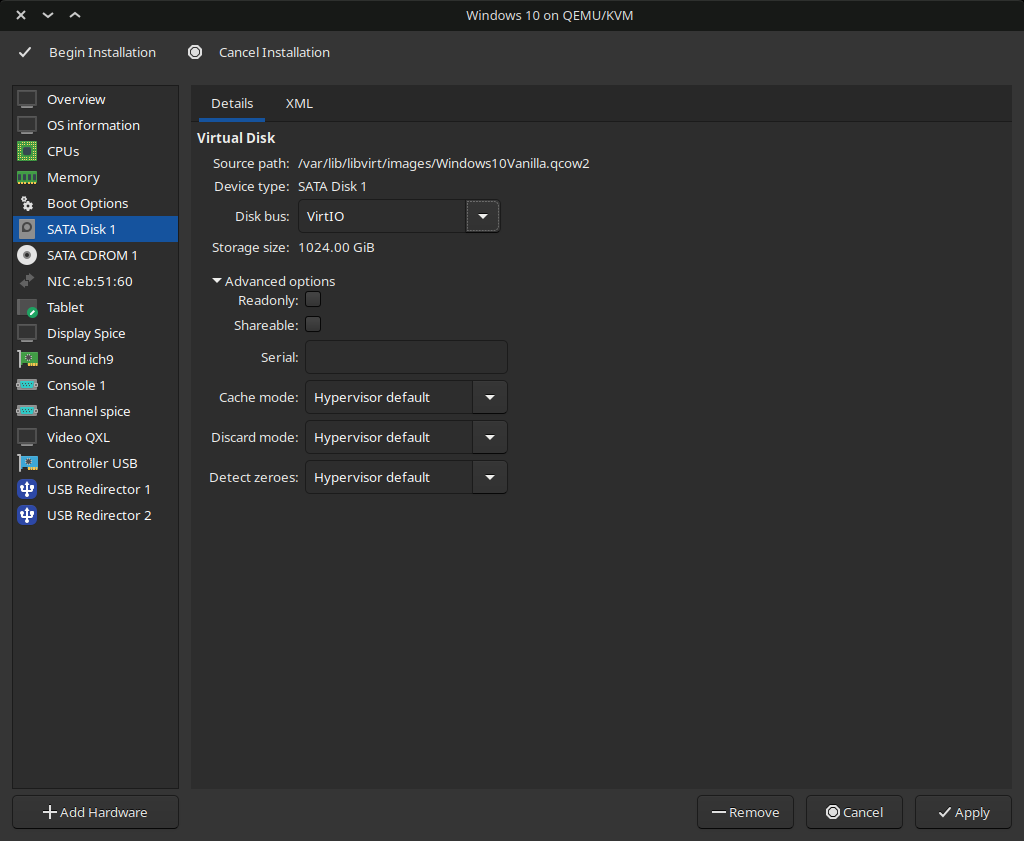 Windows 10 on QEMU/KVM
Begin Installation
Cancel Installation
Overview
OS information
CPUs
Memory
Boot Options
SATA Disk 1
SATA CDROM 1
NIC :eb:51:60
Tablet
Display Spice
Sound ich9
Console 1
Channel spice
Video QXL
Controller USB
USB Redirector 1
USB Redirector 2
Add Hardware
Details XML
Virtual Disk
Source path: /var/lib/libvirt/images/Windows10Vanilla.qcow2
Device type: SATA Disk 1
Disk bus: VirtIO
Storage size: 1024.00 GiB
Advanced options
Readonly:
Shareable:
Serial:
Cache mode: Hypervisor default
Discard mode: Hypervisor default
Detect zeroes: Hypervisor default
Remove Cancel Apply